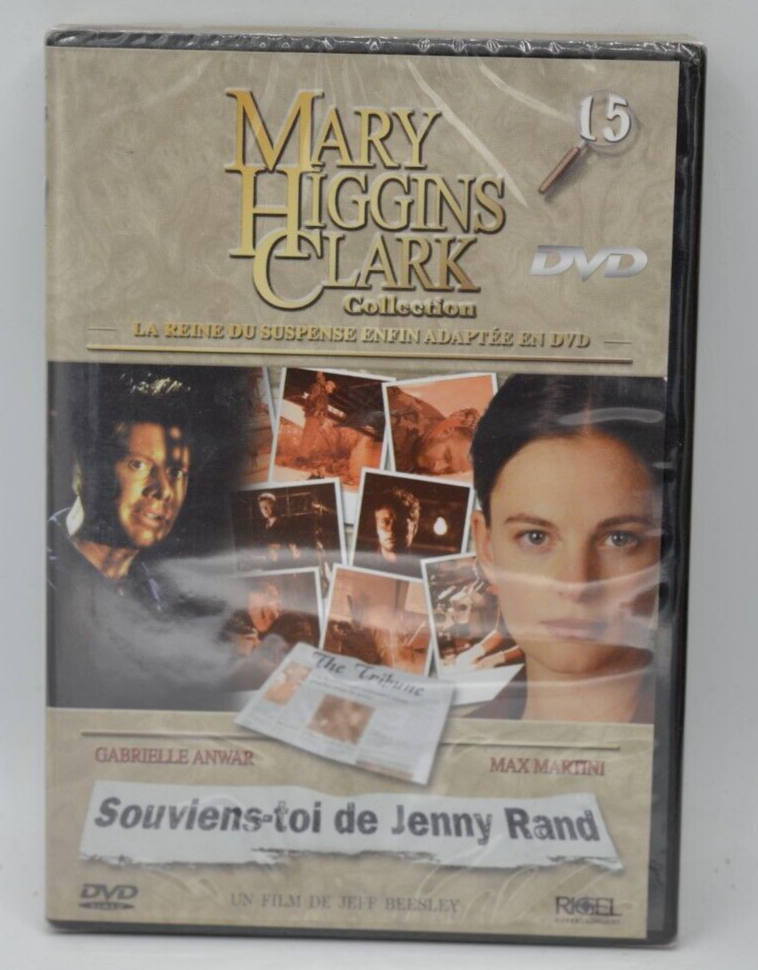 MARY
HIGGINS
CLARK
Collection
15
DVD
LA REINE DU SUSPENSE ENFIN ADAPTÉE EN DVD
The Tribune
GABRIELLE ANWAR
MAX MARTINI
Souviens-toi de Jenny Rand
DVD
VIDEO
UN FILM DE JEFF BEESLEY
RIGEL